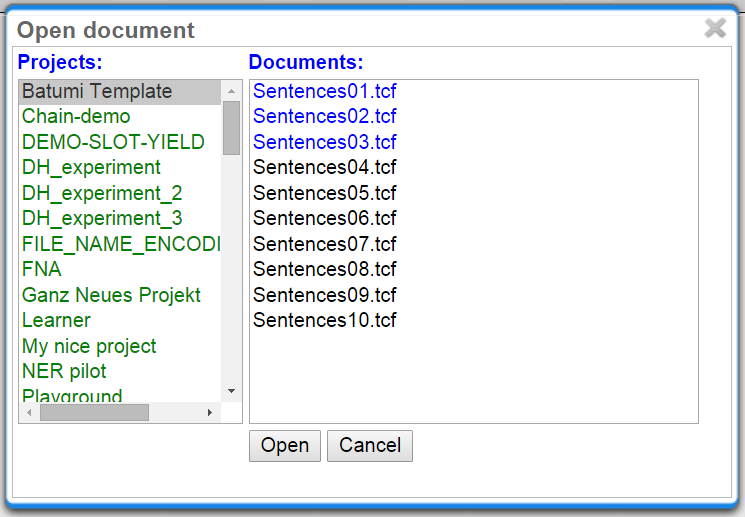 Open document
Projects:
Batumi Template
Chain-demo
DEMO-SLOT-YIELD
DH_experiment
DH_experiment_2
DH_experiment_3
FILE_NAME_ENCODI
FNA
Ganz Neues Projekt
Learner
My nice project
NER pilot
Playground
Documents:
Sentences01.tcf
Sentences02.tcf
Sentences03.tcf
Sentences04.tcf
Sentences05.tcf
Sentences06.tcf
Sentences07.tcf
Sentences08.tcf
Sentences09.tcf
Sentences10.tcf
Open Cancel